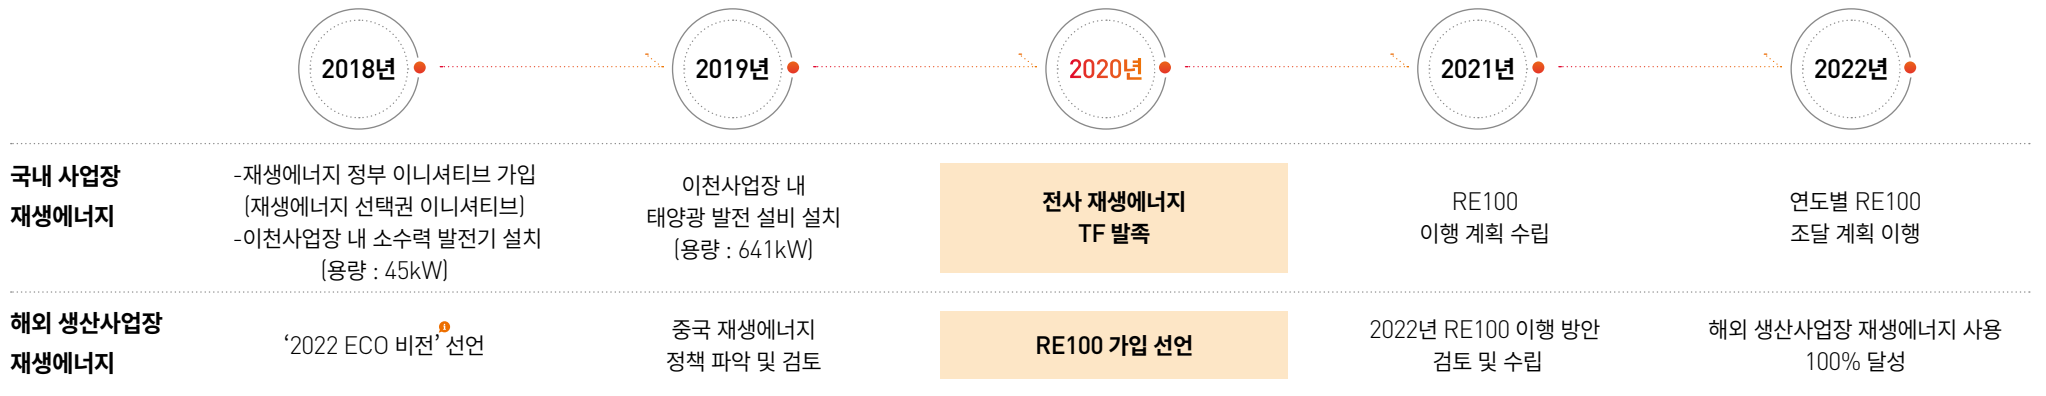 2018년
2019년
2020년
2021년
2022년
국내 사업장
재생에너지
-재생에너지 정부 이니셔티브 가입
(재생에너지 선택권 이니셔티브)
-이천사업장 내 소수력 발전기 설치
(용량 : 45kW)
이천사업장 내
태양광 발전 설비 설치
(용량 : 641kW)
전사 재생에너지
TF 발족
RE100
이행 계획 수립
연도별 RE100
조달 계획 이행
해외 생산사업장
재생에너지
‘2022 ECO 비전’ 선언
중국 재생에너지
정책 파악 및 검토
RE100 가입 선언
2022년 RE100 이행 방안
검토 및 수립
해외 생산사업장 재생에너지 사용
100% 달성